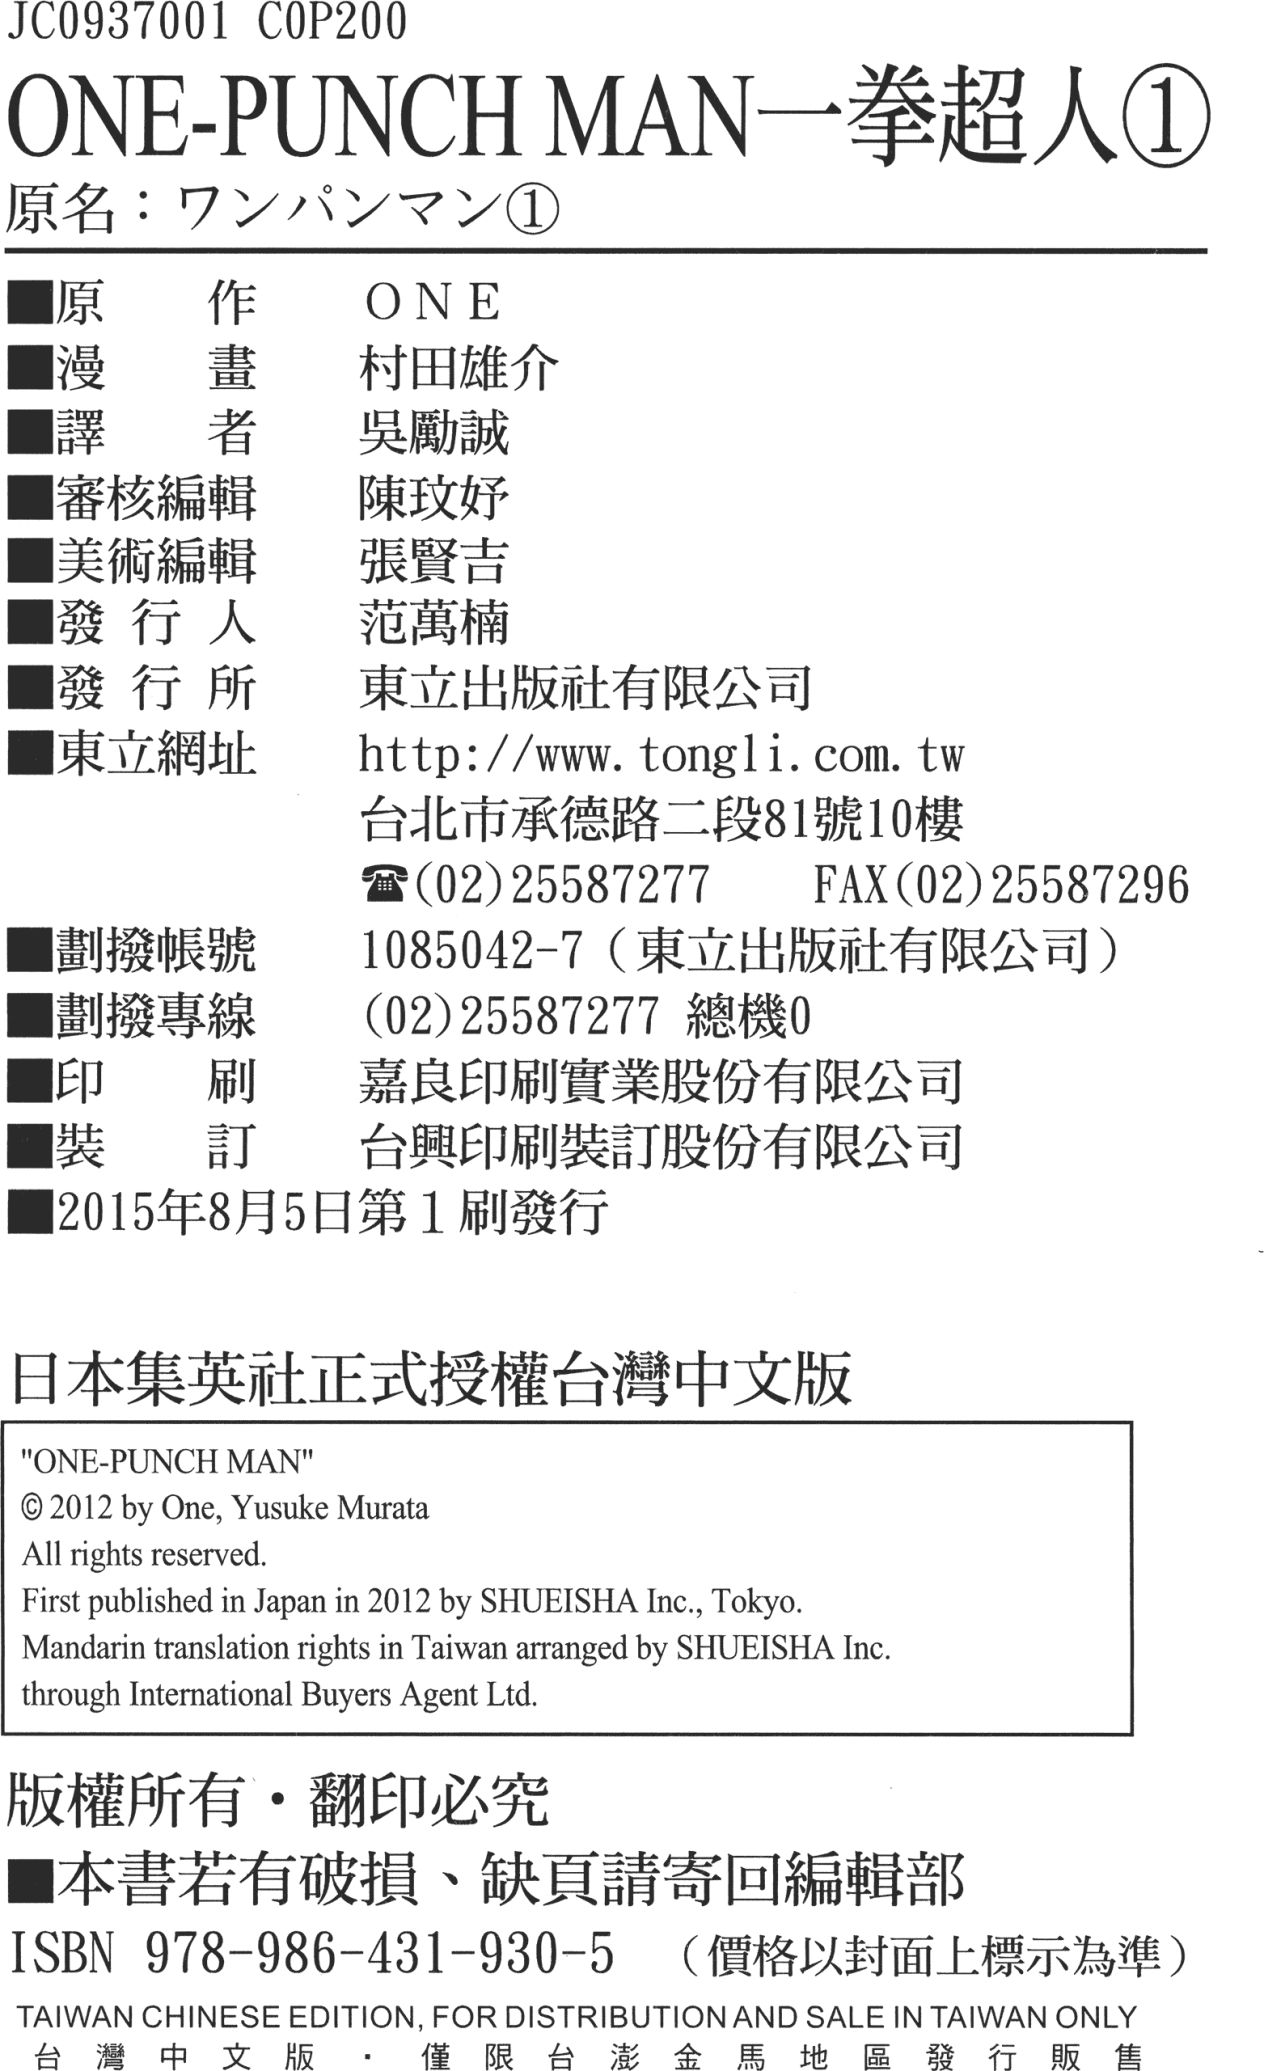 JC0937001 C0P200
ONE-PUNCH MAN一拳超人①
原名：ワンパンマン①
■原　作　ＯＮＥ
■漫　畫　村田雄介
■譯　者　吳勵誠
■審核編輯　陳玟妤
■美術編輯　張賢吉
■發行人　范萬楠
■發行所　東立出版社有限公司
■東立網址　http://www.tongli.com.tw
台北市承德路二段81號10樓
☎(02)25587277　FAX(02)25587296
■劃撥帳號　1085042-7（東立出版社有限公司）
■劃撥專線　(02)25587277 總機0
■印　刷　嘉良印刷實業股份有限公司
■裝　訂　台興印刷裝訂股份有限公司
■2015年8月5日第１刷發行
日本集英社正式授權台灣中文版
"ONE-PUNCH MAN"
© 2012 by One, Yusuke Murata
All rights reserved.
First published in Japan in 2012 by SHUEISHA Inc., Tokyo.
Mandarin translation rights in Taiwan arranged by SHUEISHA Inc.
through International Buyers Agent Ltd.
版權所有・翻印必究
■本書若有破損、缺頁請寄回編輯部
ISBN 978-986-431-930-5　（價格以封面上標示為準）
TAIWAN CHINESE EDITION, FOR DISTRIBUTION AND SALE IN TAIWAN ONLY
台灣中文版・僅限台澎金馬地區發行販售